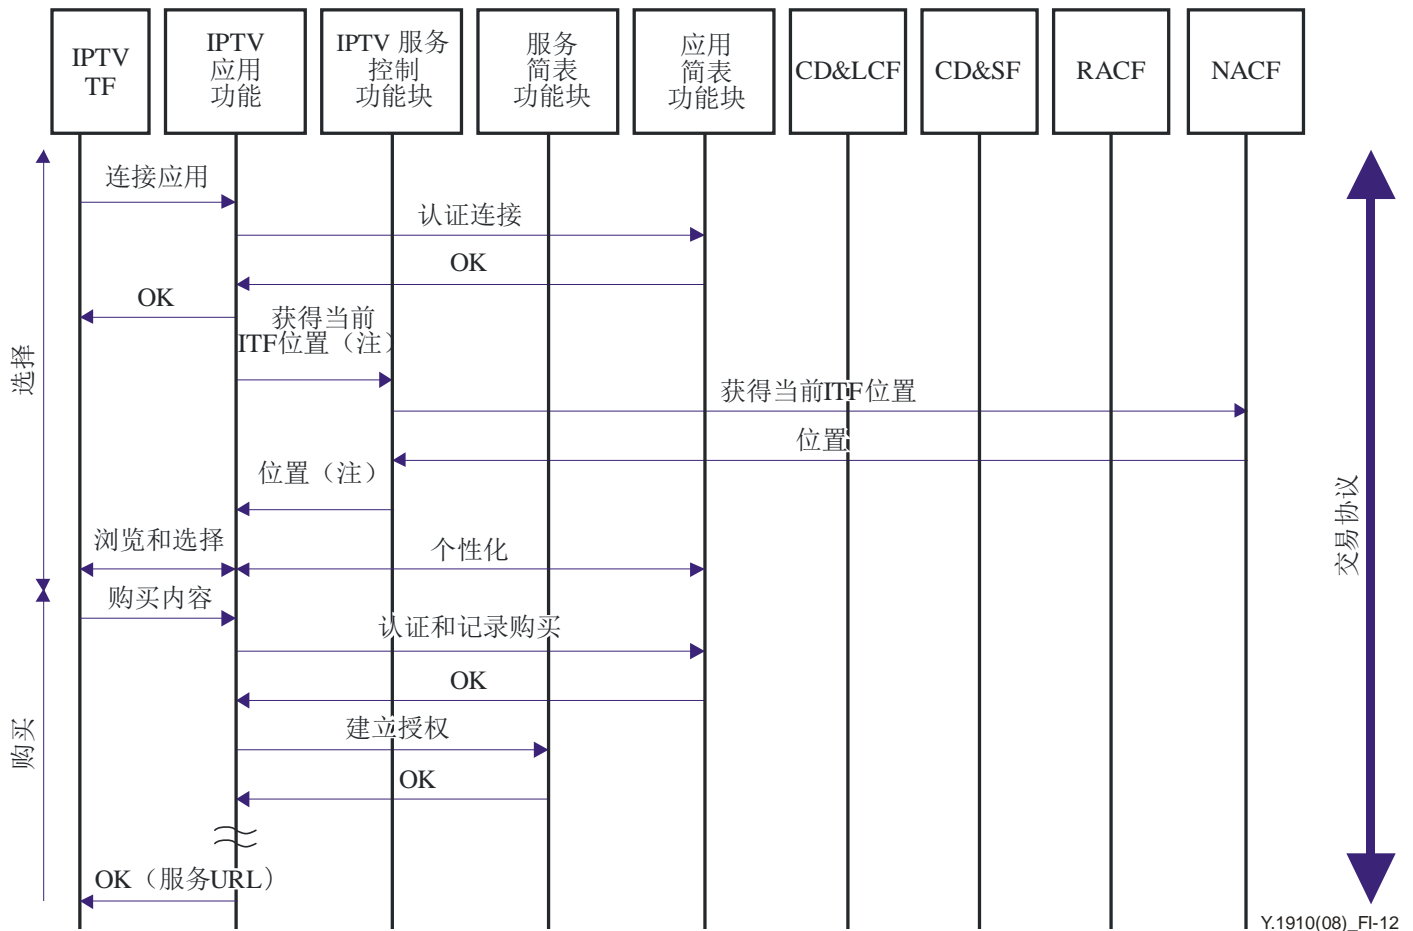 IPTV
TF
IPTV
应用
功能
IPTV 服务
控制
功能块
服务
简表
功能块
应用
简表
功能块
CD&LCF
CD&SF
RACF
NACF
连接应用
认证连接
OK
OK
获得当前
ITF位置（注）
获得当前ITF位置
位置
位置（注）
浏览和选择
个性化
购买内容
认证和记录购买
OK
建立授权
OK
OK（服务URL）
选择
购买
交易协议
Y.1910(08)_FI-12